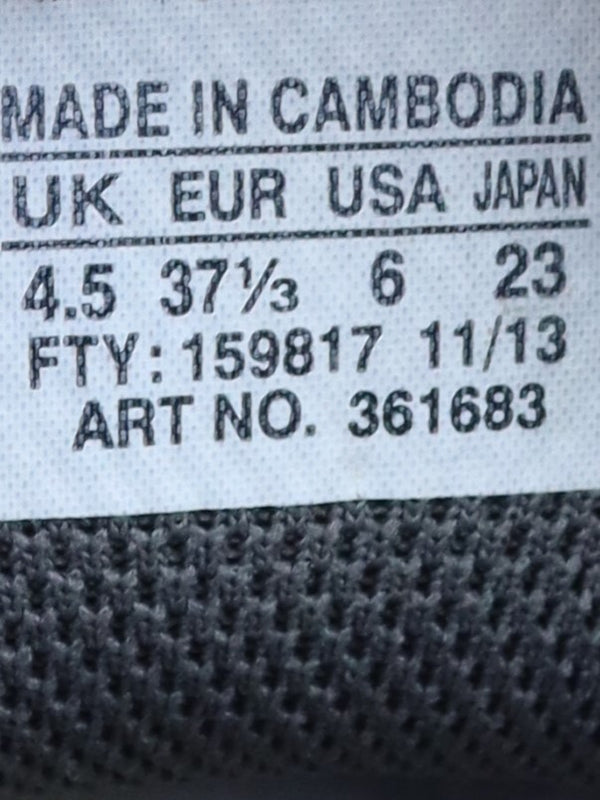 MADE IN CAMBODIA
UK EUR USA JAPAN
4.5 37⅓ 6 23
FTY: 159817 11/13
ART NO. 361683